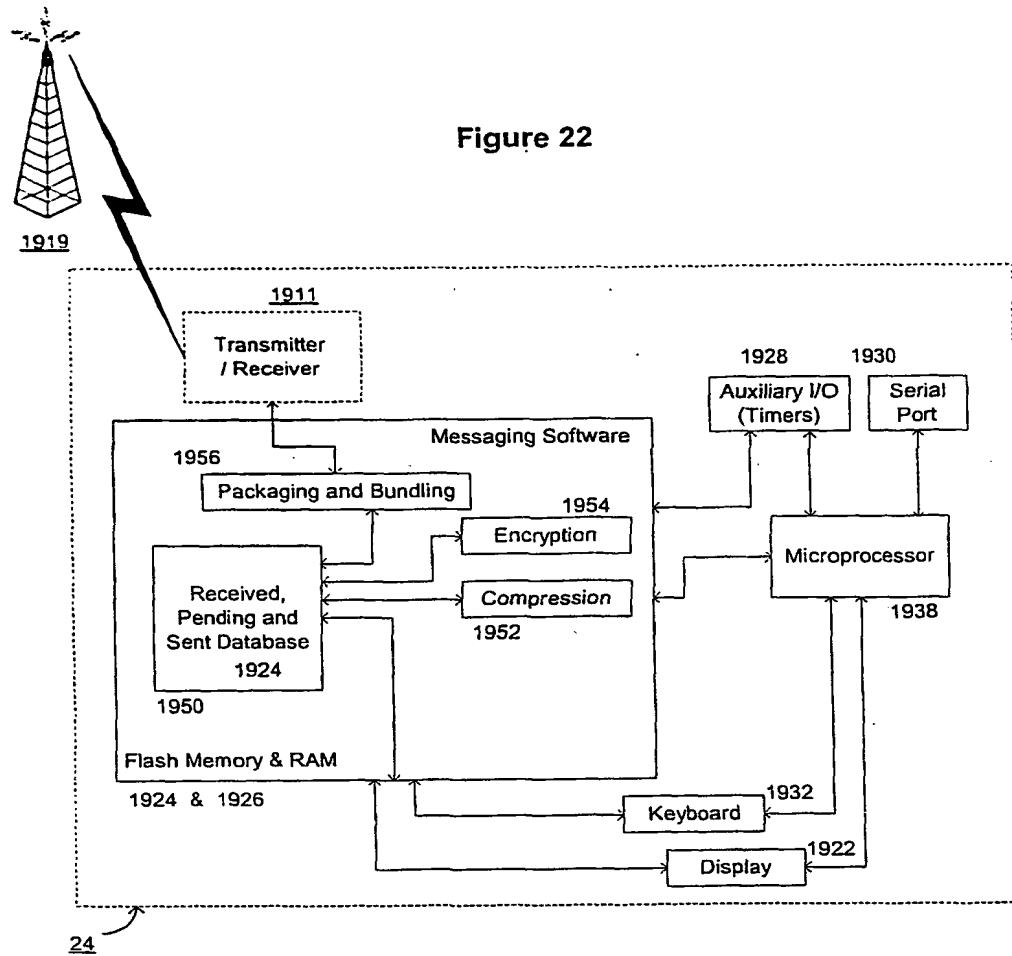 Figure 22
1919
1911
Transmitter
/ Receiver
1928
1930
Auxiliary I/O
(Timers)
Serial
Port
Messaging Software
1956
Packaging and Bundling
1954
Encryption
Microprocessor
Received,
Pending and
Sent Database
1924
Compression
1952
1938
1950
Flash Memory & RAM
1924 & 1926
1932
Keyboard
1922
Display
24